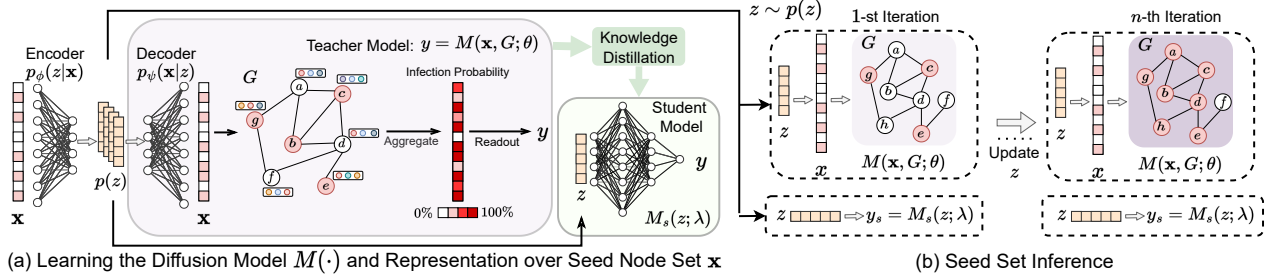 Encoder
p_ϕ(z|x)
x
p(z)
Decoder
p_ψ(x|z)
x
Teacher Model: y = M(x, G; θ)
G
a
c
g
b
d
f
e
Infection Probability
Aggregate
Readout
y
0% 100%
Knowledge
Distillation
Student
Model
z
y
M_s(z; λ)
(a) Learning the Diffusion Model M(·) and Representation over Seed Node Set x
z ∼ p(z)
1-st Iteration
G
a
g
c
b
d
f
h
e
z
x
M(x, G; θ)
Update
z
n-th Iteration
G
a
g
c
b
d
f
h
e
z
x
M(x, G; θ)
z y_s = M_s(z; λ)
z y_s = M_s(z; λ)
(b) Seed Set Inference